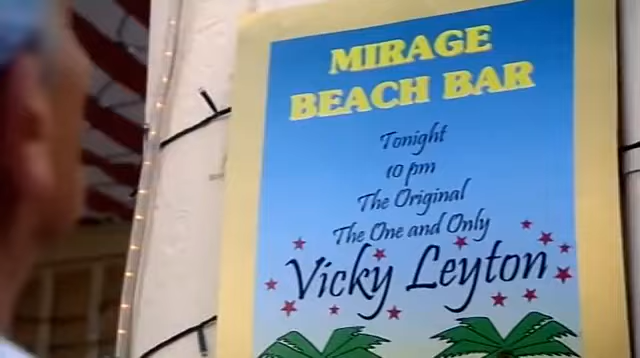 MIRAGE
BEACH BAR
Tonight
10 pm
The Original
The One and Only
Vicky Leyton